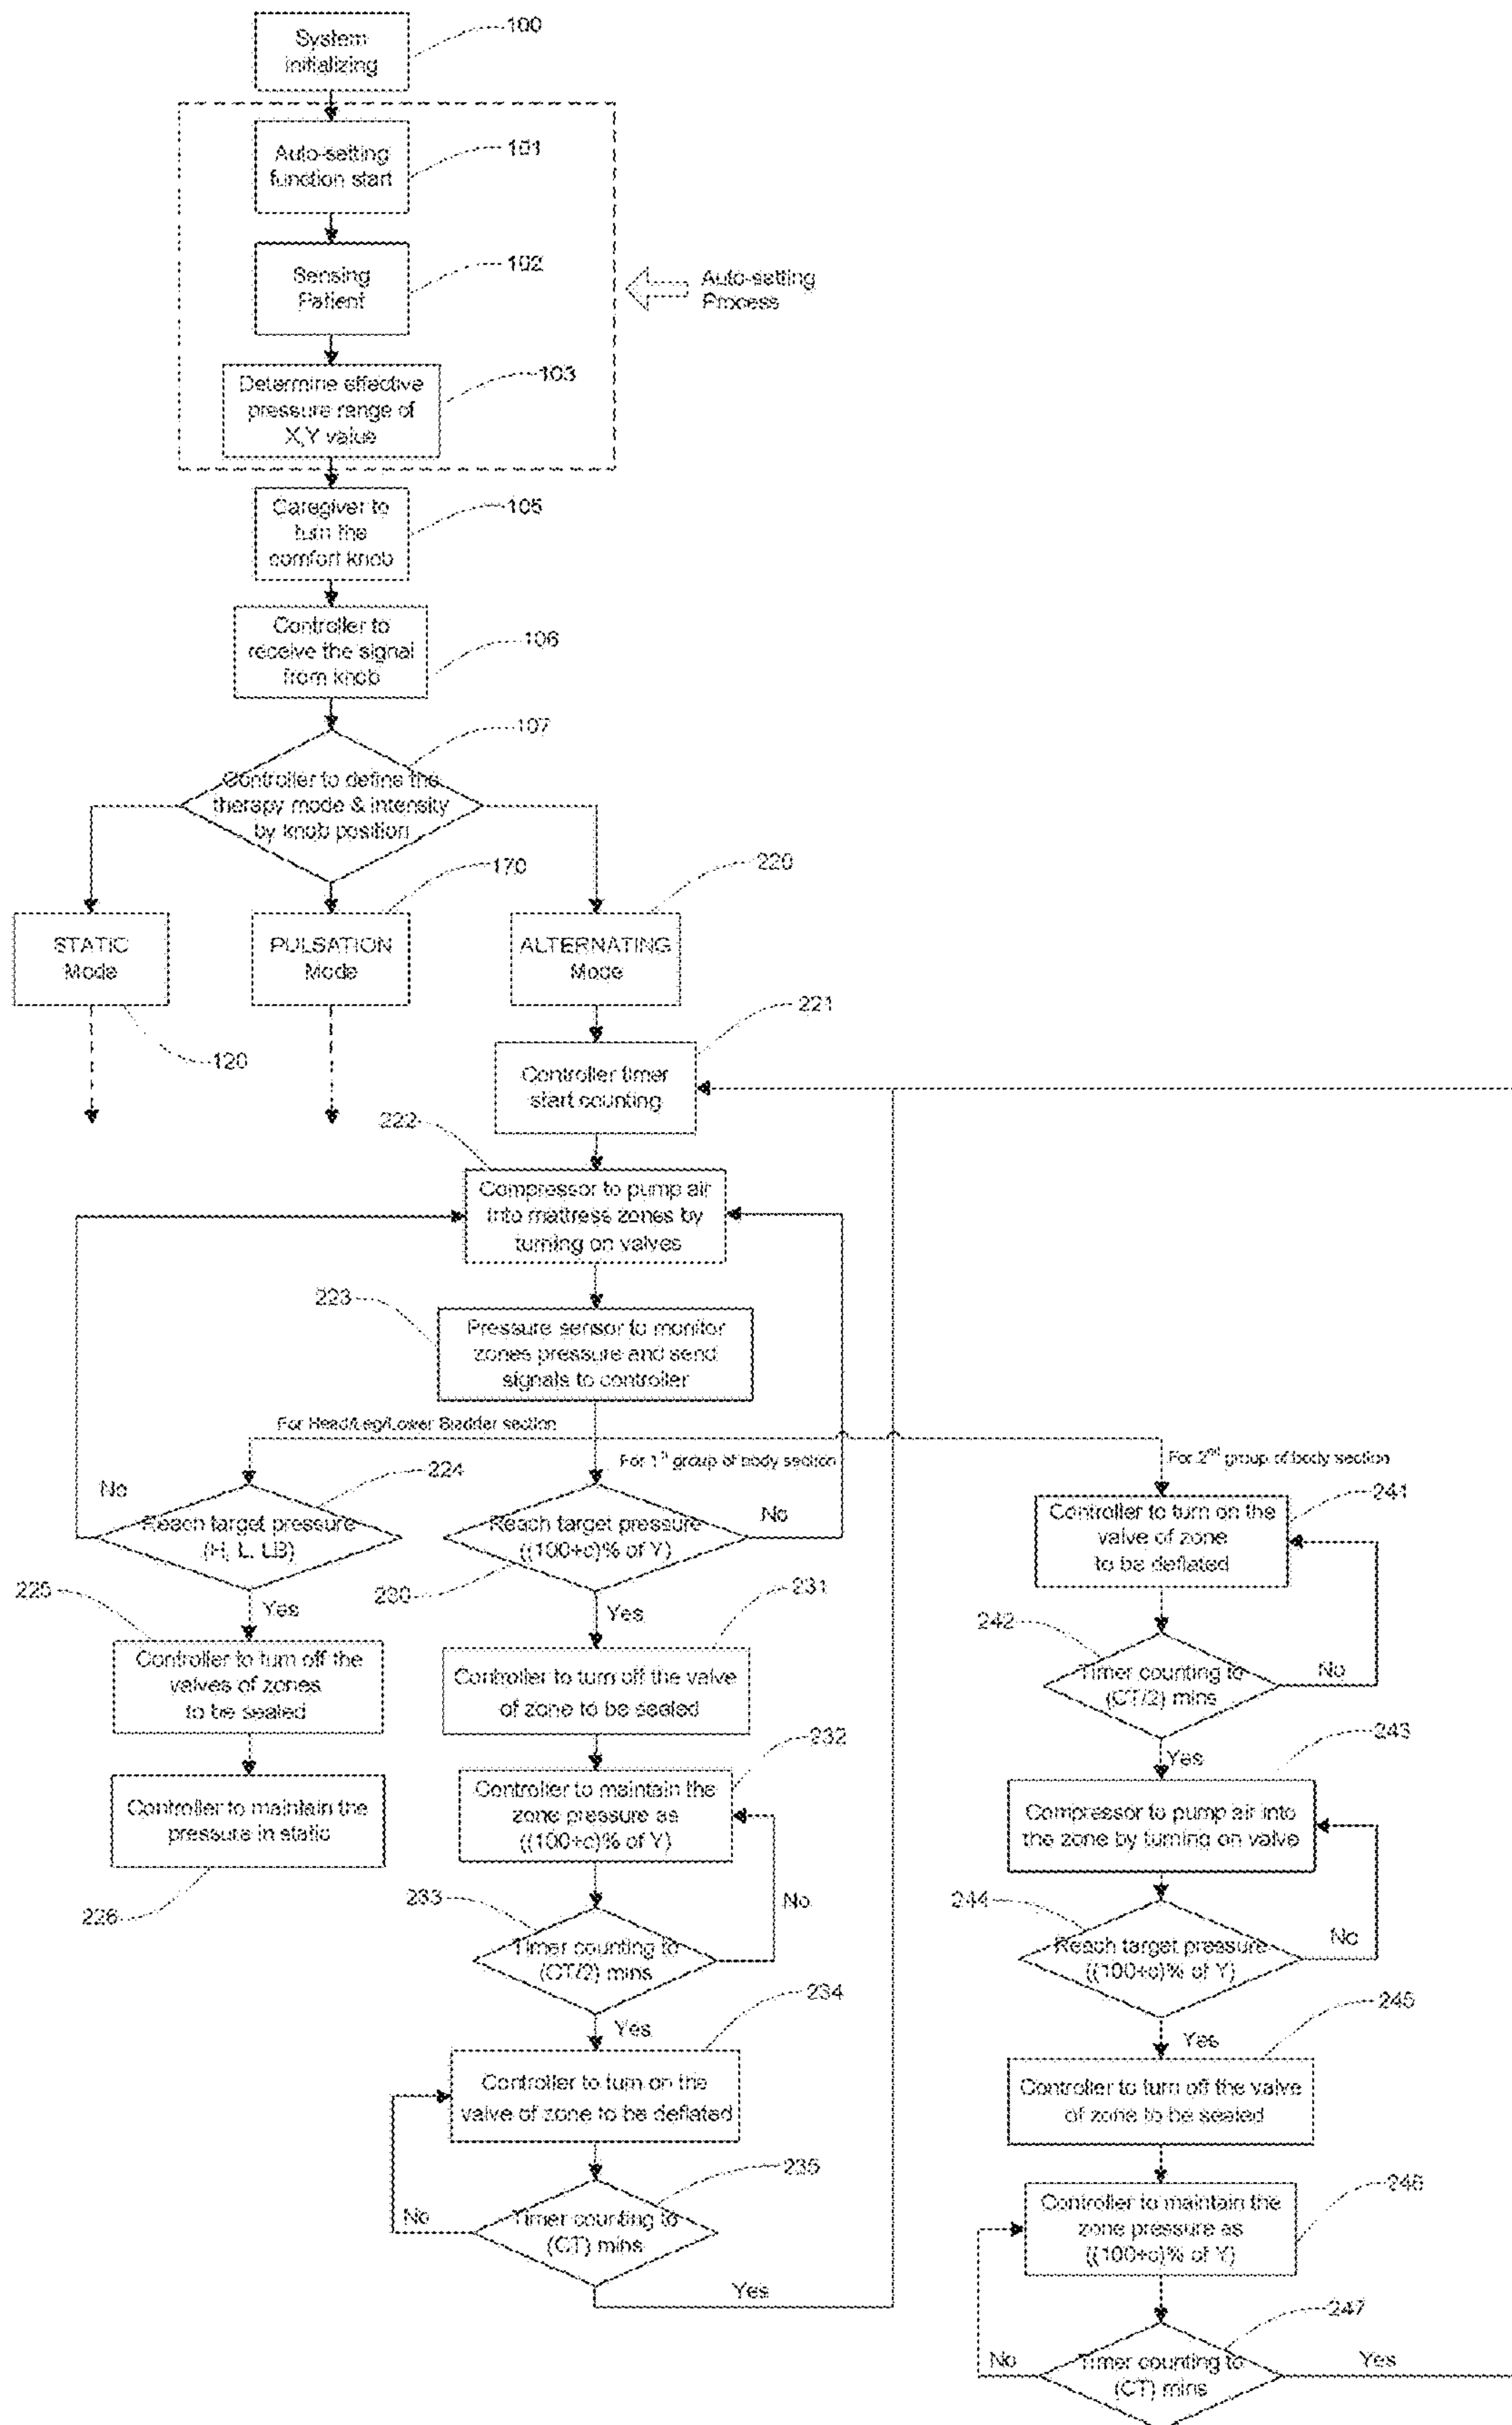 System
initializing
100
Auto-setting
function start
101
Sensing
Patient
102
Auto-setting
Process
Determine effective
pressure range of
X,Y value
103
Caregiver to
turn the
comfort knob
105
Controller to
receive the signal
from knob
106
107
Controller to define the
therapy mode & intensity
by knob position
170
220
STATIC
Mode
PULSATION
Mode
ALTERNATING
Mode
120
221
Controller timer
start counting
222
Compressor to pump air
into mattress zones by
turning on valves
223
Pressure sensor to monitor
zones pressure and send
signals to controller
For Head/Leg/Lower Bladder section
For 1st group of body section
For 2nd group of body section
No
224
Reach target pressure
(H, L, LB)
Yes
225
Controller to turn off the
valves of zones
to be sealed
Controller to maintain the
pressure in static
226
Reach target pressure
((100+c)% of Y)
No
230
Yes
231
Controller to turn off the valve
of zone to be sealed
232
Controller to maintain the
zone pressure as
((100+c)% of Y)
233
No
Timer counting to
(CT/2) mins
Yes
234
Controller to turn on the
valve of zone to be deflated
235
No
Timer counting to
(CT) mins
Yes
241
Controller to turn on the
valve of zone
to be deflated
242
Timer counting to
(CT/2) mins
No
Yes
243
Compressor to pump air into
the zone by turning on valve
244
Reach target pressure
((100+c)% of Y)
No
Yes
245
Controller to turn off the valve
of zone to be sealed
246
Controller to maintain the
zone pressure as
((100+c)% of Y)
247
No
Timer counting to
(CT) mins
Yes